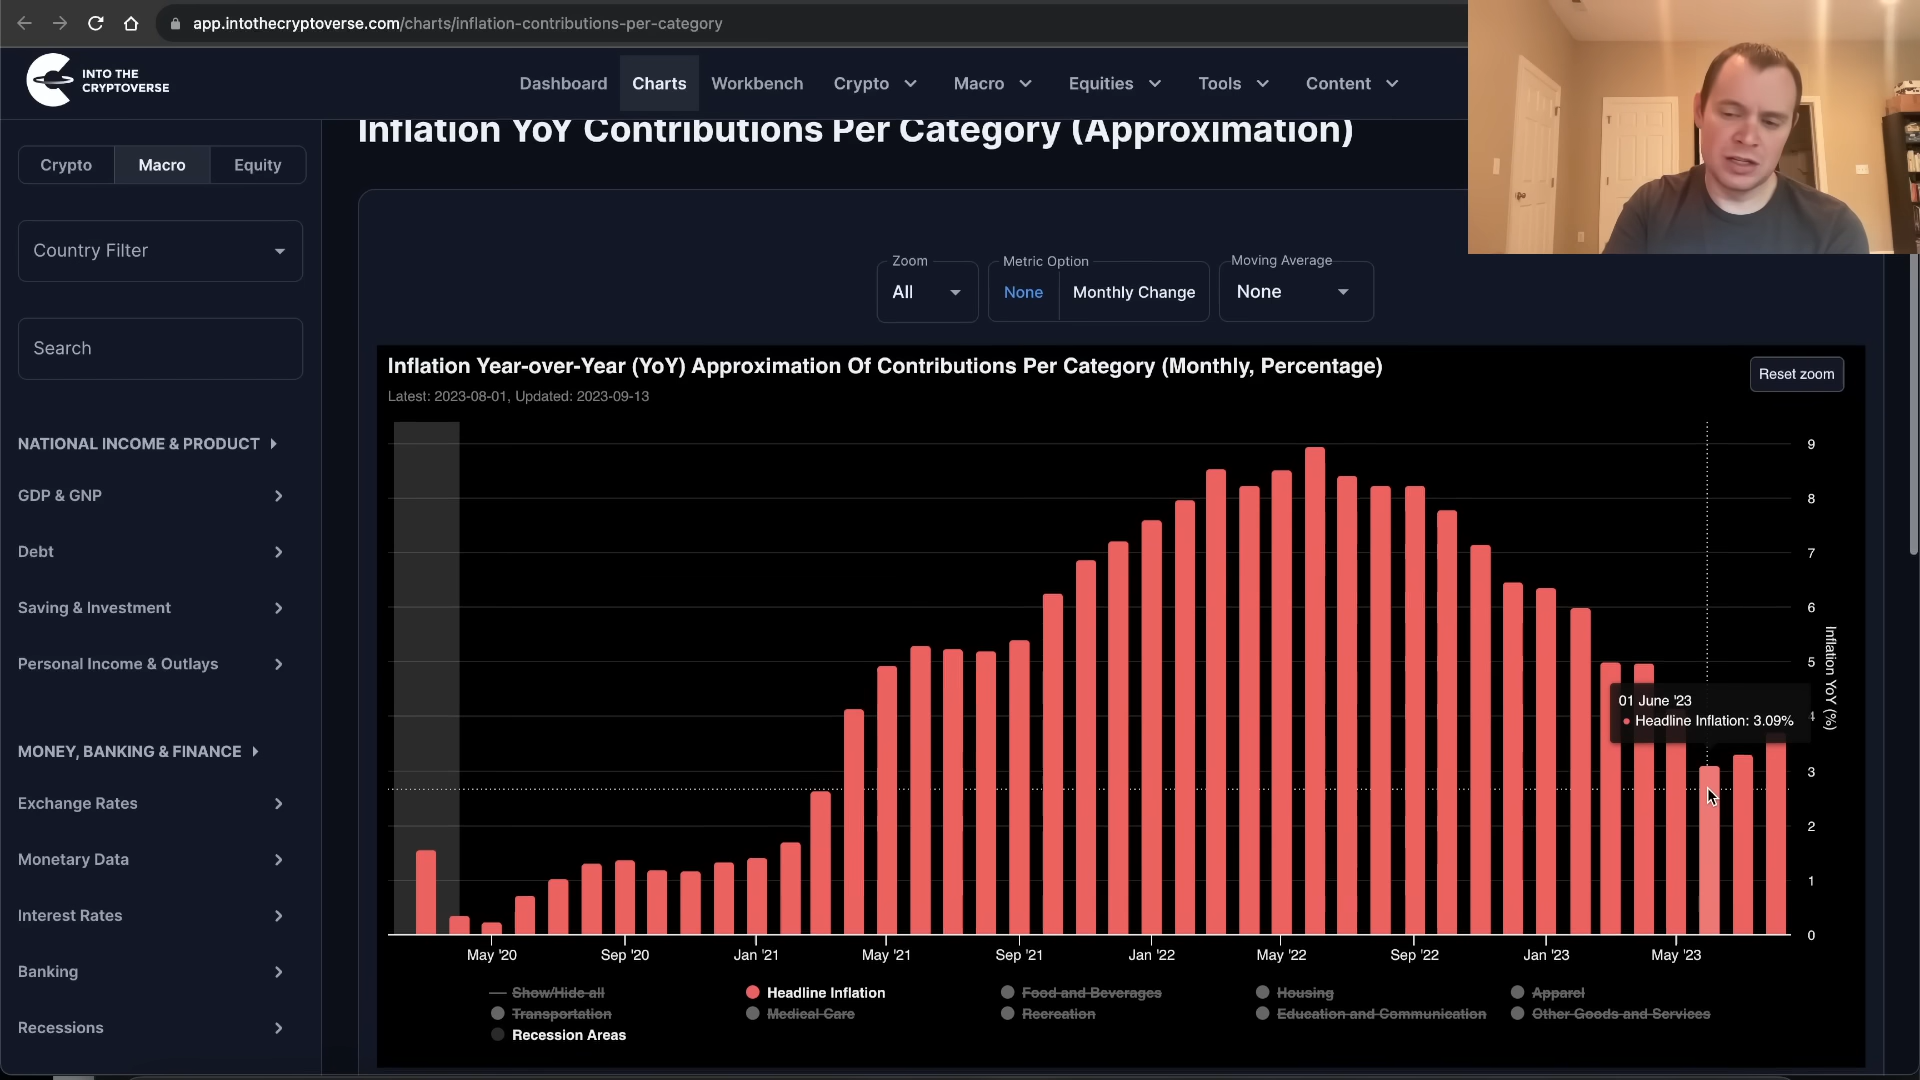 app.intothecryptoverse.com/charts/inflation-contributions-per-category
INTO THE
CRYPTOVERSE
Dashboard
Charts
Workbench
Crypto
Macro
Equities
Tools
Content
Inflation YoY Contributions Per Category (Approximation)
Crypto
Macro
Equity
Country Filter
Search
NATIONAL INCOME & PRODUCT
GDP & GNP
Debt
Saving & Investment
Personal Income & Outlays
MONEY, BANKING & FINANCE
Exchange Rates
Monetary Data
Interest Rates
Banking
Recessions
Zoom
All
Metric Option
None
Monthly Change
Moving Average
None
Inflation Year-over-Year (YoY) Approximation Of Contributions Per Category (Monthly, Percentage)
Latest: 2023-08-01, Updated: 2023-09-13
Reset zoom
9
8
7
6
5
4
3
2
1
0
Inflation YoY (%)
01 June '23
Headline Inflation: 3.09%
May '20
Sep '20
Jan '21
May '21
Sep '21
Jan '22
May '22
Sep '22
Jan '23
May '23
Show/Hide all
Headline Inflation
Food and Beverages
Housing
Apparel
Transportation
Medical Care
Recreation
Education and Communication
Other Goods and Services
Recession Areas